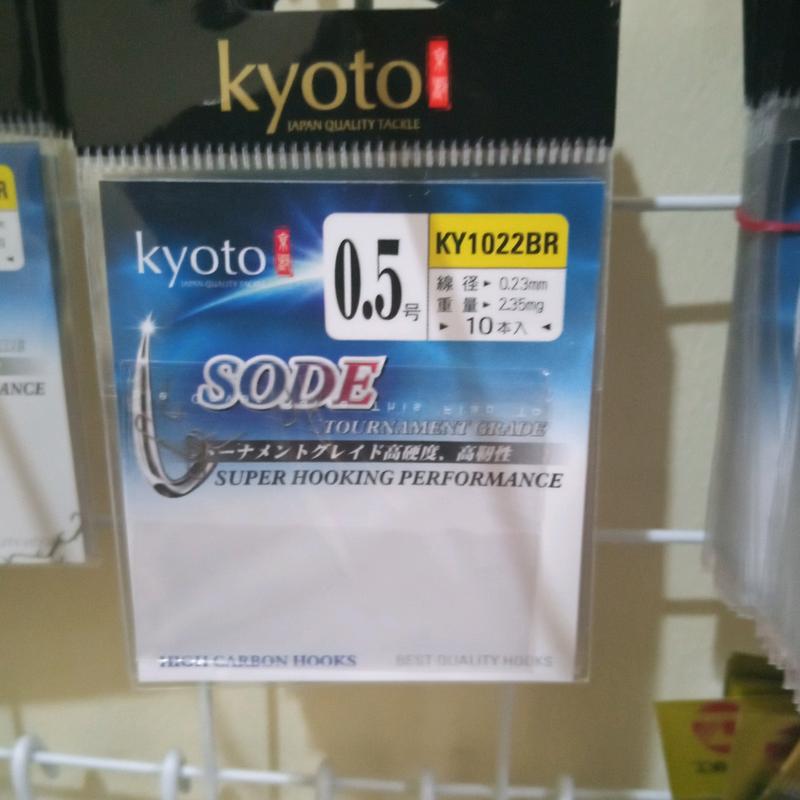 kyoto
JAPAN QUALITY TACKLE
kyoto
JAPAN QUALITY TACKLE
0.5号
KY1022BR
線 径 ▸ 0.23mm
重 量 ▸ 2.35mg
▸ 10本入 ◂
SODE
TOURNAMENT GRADE
トーナメントグレイド高硬度、高靭性
SUPER HOOKING PERFORMANCE
HIGH CARBON HOOKS
BEST QUALITY HOOKS
ANCE